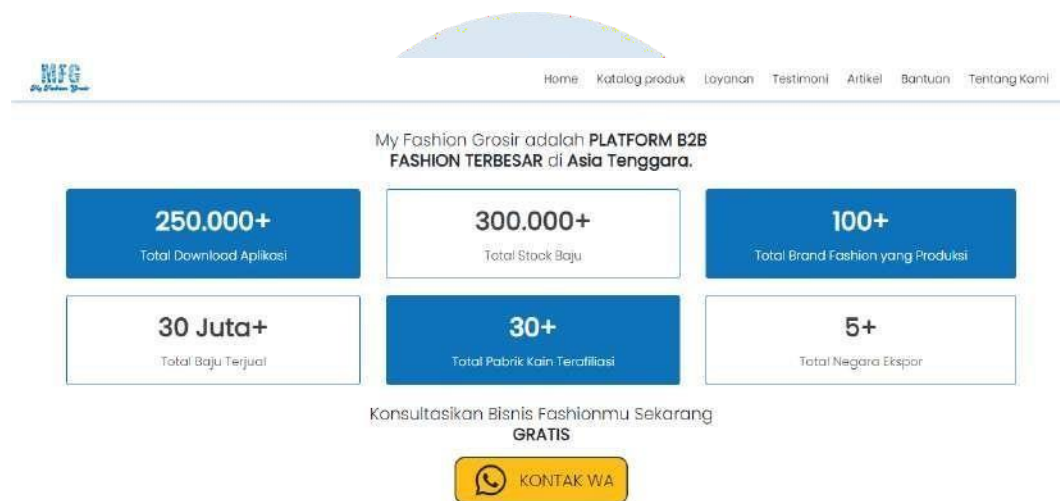 MFG
My Fashion Grosir
Home Katalog produk Layanan Testimoni Artikel Bantuan Tentang Kami
My Fashion Grosir adalah PLATFORM B2B
FASHION TERBESAR di Asia Tenggara.
250.000+ 300.000+ 100+
Total Download Aplikasi Total Stock Baju Total Brand Fashion yang Produksi
30 Juta+ 30+ 5+
Total Baju Terjual Total Pabrik Kain Terafiliasi Total Negara Ekspor
Konsultasikan Bisnis Fashionmu Sekarang
GRATIS
KONTAK WA